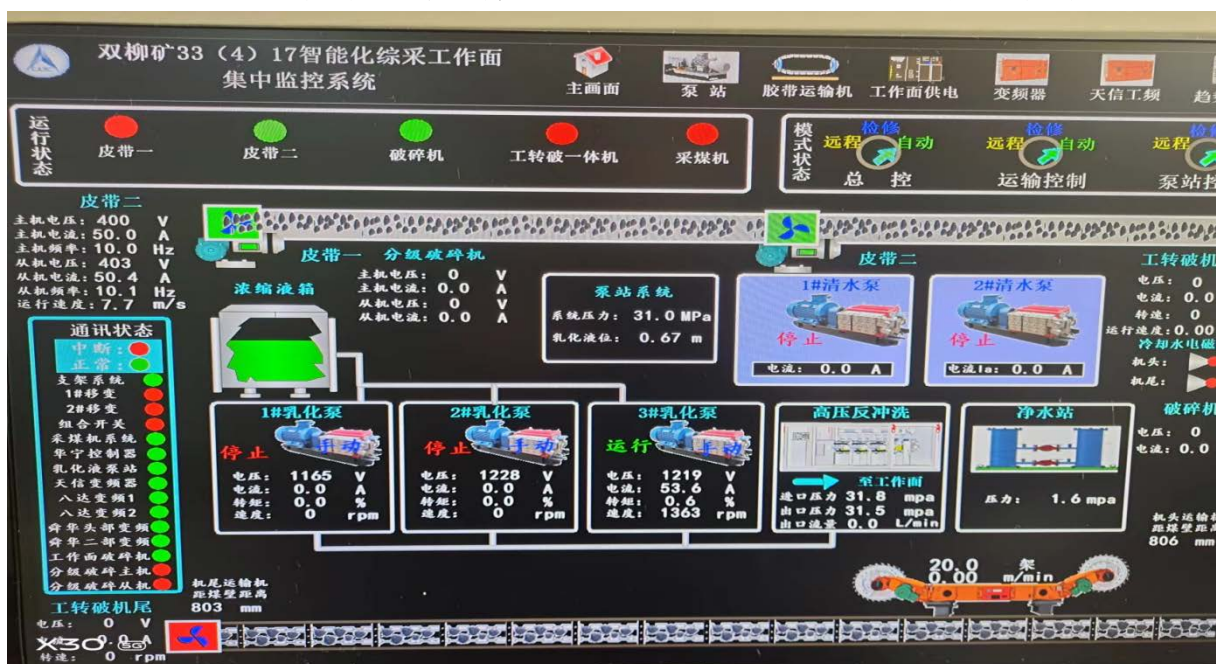 双柳矿33（4）17智能化综采工作面
集中监控系统
主画面
泵 站
胶带运输机
工作面供电
变频器
天信工频
运行状态
皮带一
皮带二
破碎机
工转破一体机
采煤机
模式状态
远程 检修 自动
总 控
远程 检修 自动
运输控制
远程
皮带二
主机电压: 400 V
主机电流: 50.0 A
主机频率: 10.0 Hz
从机电压: 403 V
从机电流: 50.4 A
从机频率: 10.1 Hz
运行速度: 7.7 m/s
皮带一
分级破碎机
主机电压: 0 V
主机电流: 0.0 A
从机电压: 0 V
从机电流: 0.0 A
浓缩液箱
泵站系统
系统压力: 31.0 MPa
乳化液位: 0.67 m
皮带二
1#清水泵
停止
电流: 0.0 A
2#清水泵
停止
电流Ia: 0.0 A
工转破机
电压: 0
电流: 0.0
转速: 0
运行速度: 0.00
冷却水电磁
机头:
机尾:
破碎机
电压: 0
电流: 0.0
通讯状态
中断:
正常:
支架系统
1#移变
2#移变
组合开关
采煤机系统
华宁控制器
乳化液泵站
天信变频器
八达变频1
八达变频2
舜华头部变频
舜华二部变频
工作面破碎机
分级破碎主机
分级破碎从机
1#乳化泵
停止
手动
电压: 1165 V
电流: 0.0 A
转矩: 0.0 %
速度: 0 rpm
2#乳化泵
停止
手动
电压: 1228 V
电流: 0.0 A
转矩: 0.0 %
速度: 0 rpm
3#乳化泵
运行
手动
电压: 1219 V
电流: 53.6 A
转矩: 0.6 %
速度: 1363 rpm
高压反冲洗
至工作面
进口压力 31.8 mpa
出口压力 31.5 mpa
出口流量 0.0 L/min
净水站
压力: 1.6 mpa
机头运输机
距煤壁距离
806 mm
20.0 架
0.00 m/min
机尾运输机
距煤壁距离
803 mm
工转破机尾
电压: 0 V
0.0 A
转速: 0 rpm
X30 5G